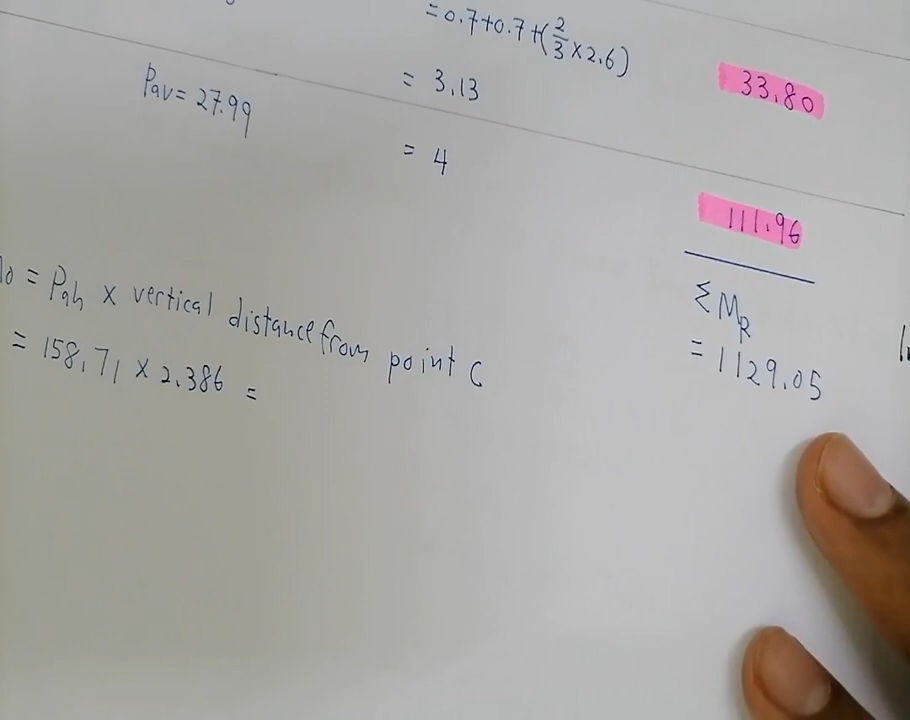 = 0.7+0.7+(2/3 × 2.6)
= 3.13
33.80
Pav = 27.99
= 4
111.96
= Pah × vertical distance from point C
= 158.71 × 2.386 =
ΣMR
= 1129.05